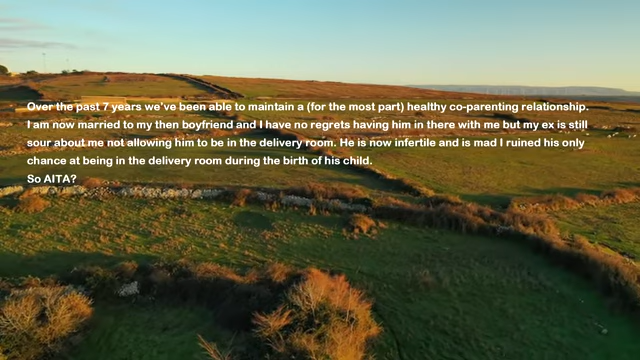 Over the past 7 years we've been able to maintain a (for the most part) healthy co-parenting relationship.
I am now married to my then boyfriend and I have no regrets having him in there with me but my ex is still
sour about me not allowing him to be in the delivery room. He is now infertile and is mad I ruined his only
chance at being in the delivery room during the birth of his child.
So AITA?